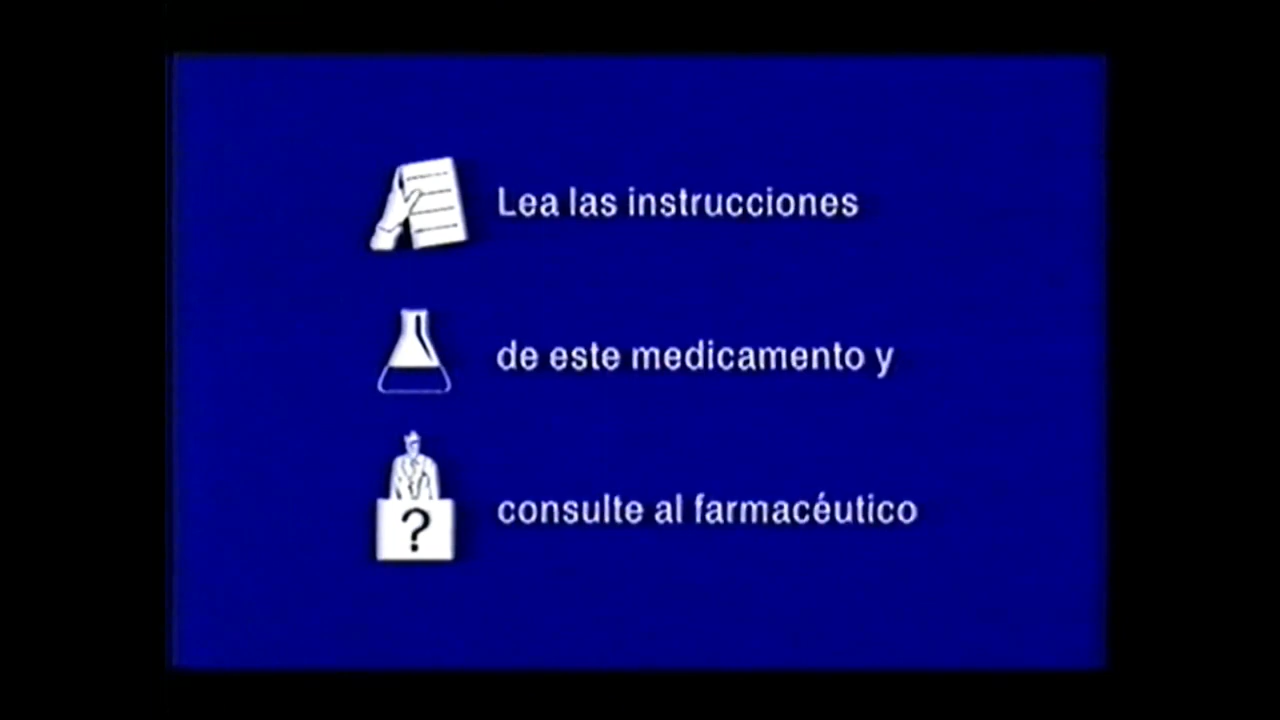 Lea las instrucciones
de este medicamento y
?
consulte al farmacéutico